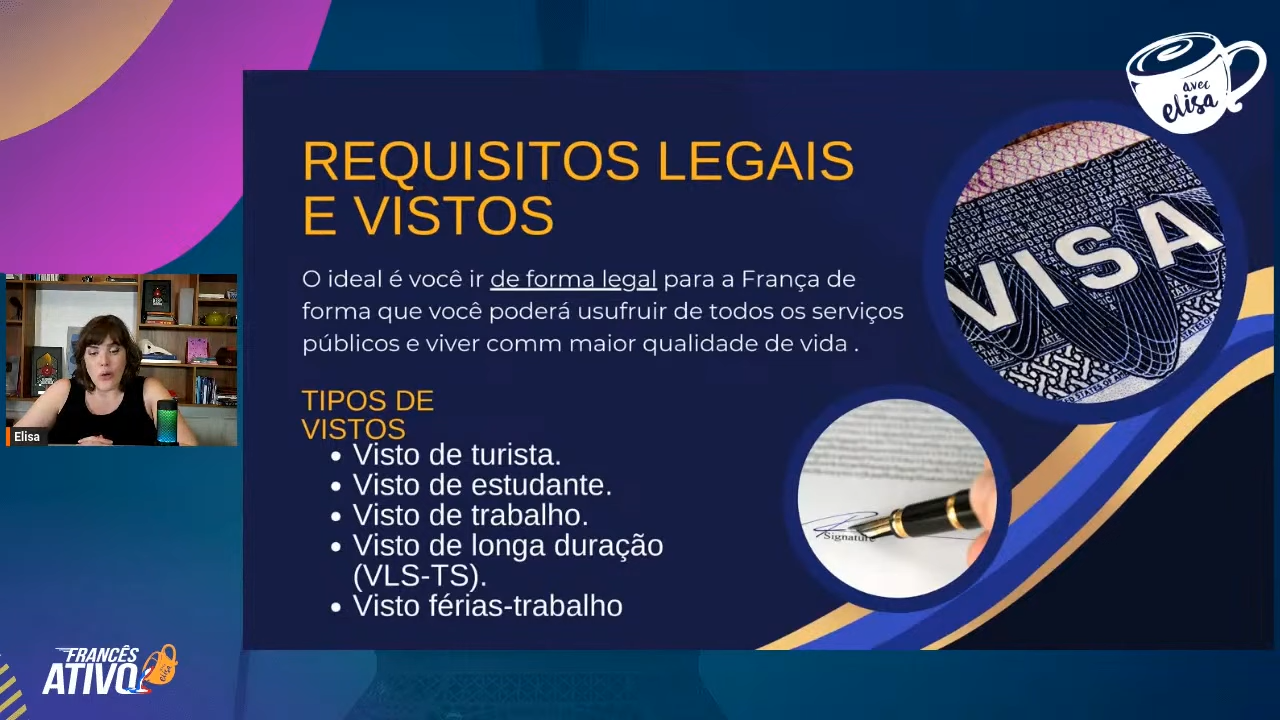 avec
elisa
REQUISITOS LEGAIS
E VISTOS
O ideal é você ir de forma legal para a França de
forma que você poderá usufruir de todos os serviços
públicos e viver comm maior qualidade de vida .
VISA
TIPOS DE
VISTOS
• Visto de turista.
• Visto de estudante.
• Visto de trabalho.
• Visto de longa duração
(VLS-TS).
• Visto férias-trabalho
Signature
Elisa
FRANCÊS
ATIVO
elisa